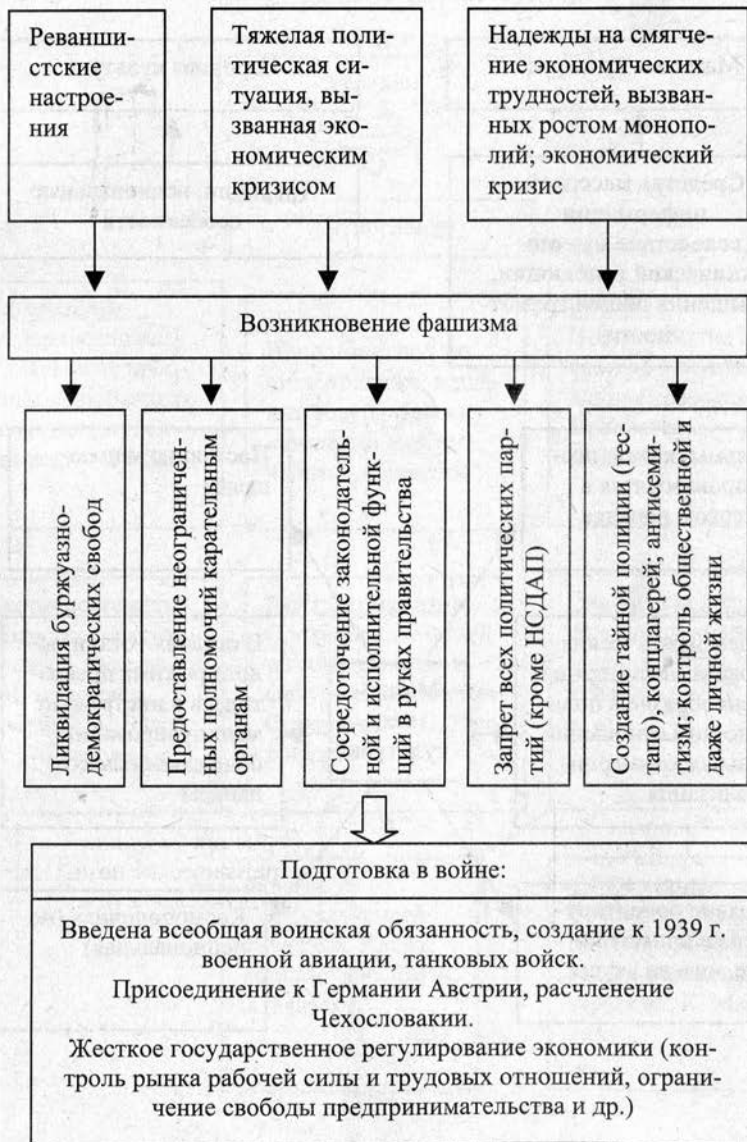 Реванши-
стские
настрое-
ния
Тяжелая поли-
тическая си-
туация, вы-
званная эко-
номическим
кризисом
Надежды на смягче-
ние экономических
трудностей, вызван-
ных ростом монопо-
лий; экономический
кризис
Возникновение фашизма
Ликвидация буржуазно-
демократических свобод
Представление неограничен-
ных полномочий карательным
органам
Сосредоточение законодатель-
ной и исполнительной функ-
ций в руках правительства
Запрет всех политических пар-
тий (кроме НСДАП)
Создание тайной полиции (гес-
тапо), концлагерей; антисеми-
тизм; контроль общественной и
даже личной жизни
Подготовка в войне:
Введена всеобщая воинская обязанность, создание к 1939 г.
военной авиации, танковых войск.
Присоединение к Германии Австрии, расчленение
Чехословакии.
Жесткое государственное регулирование экономики (кон-
троль рынка рабочей силы и трудовых отношений, ограни-
чение свободы предпринимательства и др.)